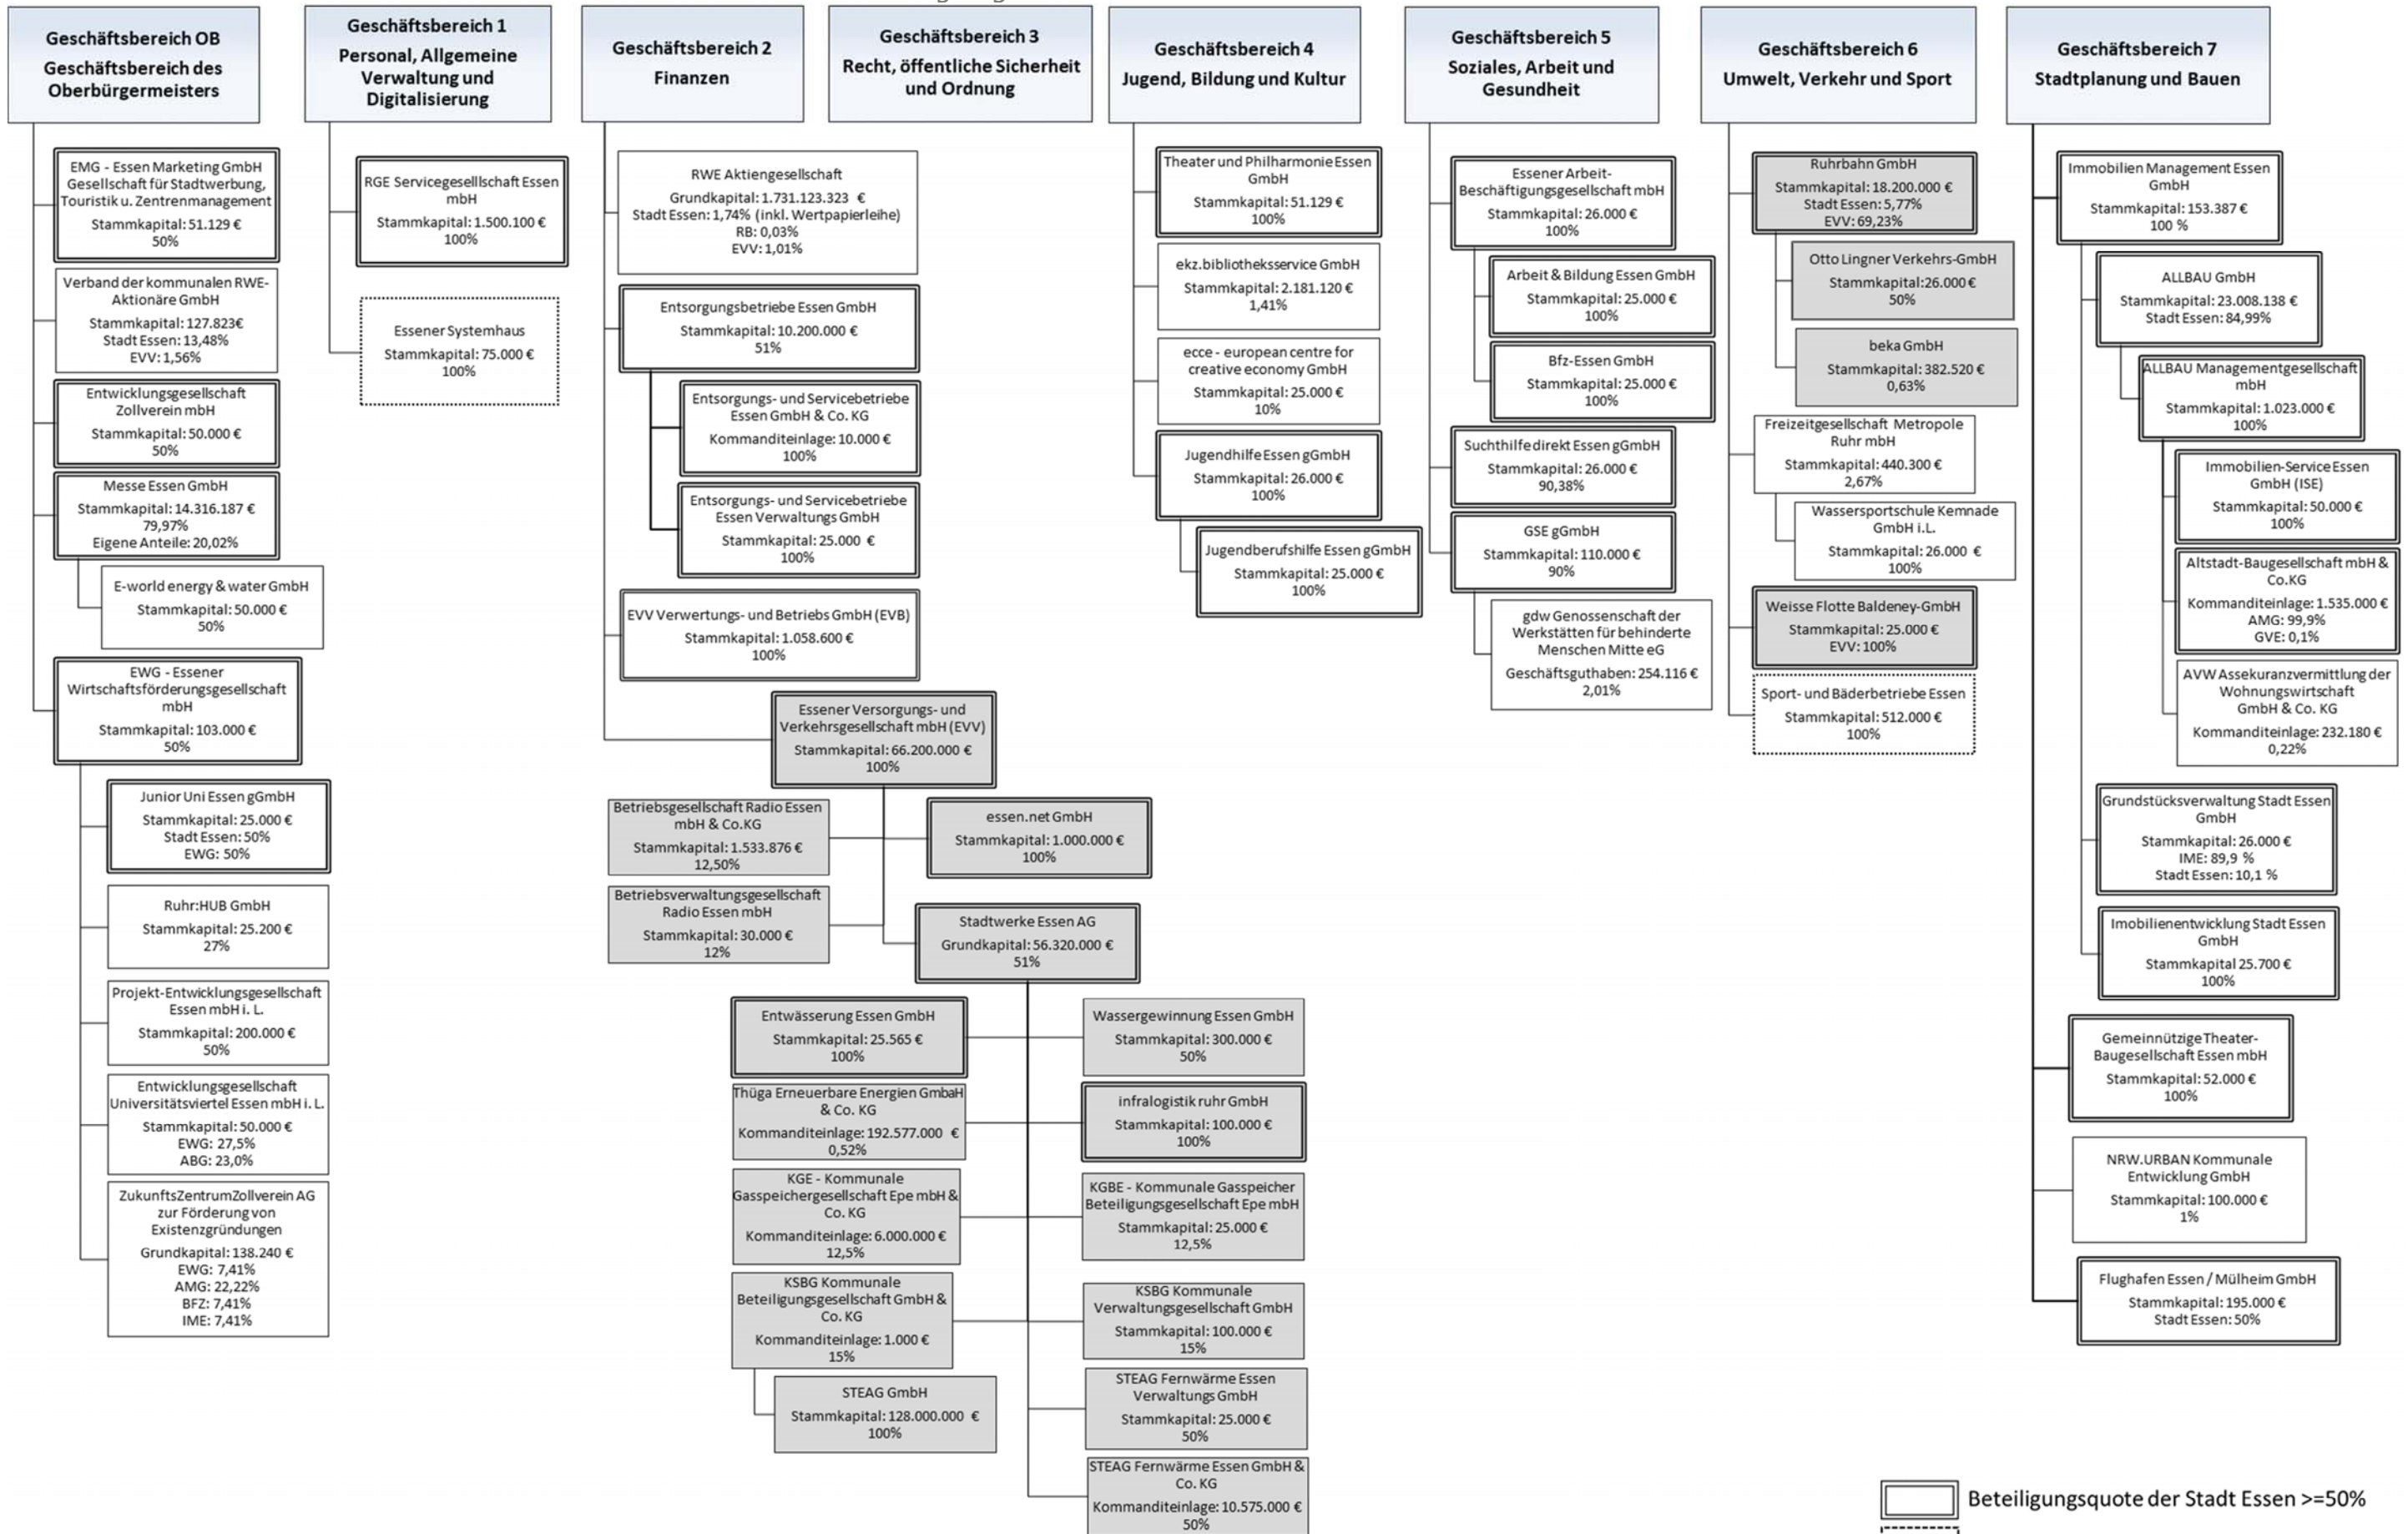 Geschäftsbereich OB
Geschäftsbereich des
Oberbürgermeisters
EMG - Essen Marketing GmbH
Gesellschaft für Stadtwerbung,
Touristik u. Zentrenmanagement
Stammkapital: 51.129 €
50%
Verband der kommunalen RWE-
Aktionäre GmbH
Stammkapital: 127.823€
Stadt Essen: 13,48%
EVV: 1,56%
Entwicklungsgesellschaft
Zollverein mbH
Stammkapital: 50.000 €
50%
Messe Essen GmbH
Stammkapital: 14.316.187 €
79,97%
Eigene Anteile: 20,02%
E-world energy & water GmbH
Stammkapital: 50.000 €
50%
EWG - Essener
Wirtschaftsförderungsgesellschaft
mbH
Stammkapital: 103.000 €
50%
Junior Uni Essen gGmbH
Stammkapital: 25.000 €
Stadt Essen: 50%
EWG: 50%
Ruhr:HUB GmbH
Stammkapital: 25.200 €
27%
Projekt-Entwicklungsgesellschaft
Essen mbH i. L.
Stammkapital: 200.000 €
50%
Entwicklungsgesellschaft
Universitätsviertel Essen mbH i. L.
Stammkapital: 50.000 €
EWG: 27,5%
ABG: 23,0%
ZukunftsZentrumZollverein AG
zur Förderung von
Existenzgründungen
Grundkapital: 138.240 €
EWG: 7,41%
AMG: 22,22%
BFZ: 7,41%
IME: 7,41%
Geschäftsbereich 1
Personal, Allgemeine
Verwaltung und
Digitalisierung
RGE Servicegesellschaft Essen
mbH
Stammkapital: 1.500.100 €
100%
Essener Systemhaus
Stammkapital: 75.000 €
100%
Geschäftsbereich 2
Finanzen
RWE Aktiengesellschaft
Grundkapital: 1.731.123.323 €
Stadt Essen: 1,74% (inkl. Wertpapierleihe)
RB: 0,03%
EVV: 1,01%
Entsorgungsbetriebe Essen GmbH
Stammkapital: 10.200.000 €
51%
Entsorgungs- und Servicebetriebe
Essen GmbH & Co. KG
Kommanditeinlage: 10.000 €
100%
Entsorgungs- und Servicebetriebe
Essen Verwaltungs GmbH
Stammkapital: 25.000 €
100%
EVV Verwertungs- und Betriebs GmbH (EVB)
Stammkapital: 1.058.600 €
100%
Essener Versorgungs- und
Verkehrsgesellschaft mbH (EVV)
Stammkapital: 66.200.000 €
100%
Betriebsgesellschaft Radio Essen
mbH & Co.KG
Stammkapital: 1.533.876 €
12,50%
essen.net GmbH
Stammkapital: 1.000.000 €
100%
Betriebsverwaltungsgesellschaft
Radio Essen mbH
Stammkapital: 30.000 €
12%
Stadtwerke Essen AG
Grundkapital: 56.320.000 €
51%
Entwässerung Essen GmbH
Stammkapital: 25.565 €
100%
Wassergewinnung Essen GmbH
Stammkapital: 300.000 €
50%
Thüga Erneuerbare Energien GmbaH
& Co. KG
Kommanditeinlage: 192.577.000 €
0,52%
infralogistik ruhr GmbH
Stammkapital: 100.000 €
100%
KGE - Kommunale
Gasspeichergesellschaft Epe mbH &
Co. KG
Kommanditeinlage: 6.000.000 €
12,5%
KGBE - Kommunale Gasspeicher
Beteiligungsgesellschaft Epe mbH
Stammkapital: 25.000 €
12,5%
KSBG Kommunale
Beteiligungsgesellschaft GmbH &
Co. KG
Kommanditeinlage: 1.000 €
15%
KSBG Kommunale
Verwaltungsgesellschaft GmbH
Stammkapital: 100.000 €
15%
STEAG GmbH
Stammkapital: 128.000.000 €
100%
STEAG Fernwärme Essen
Verwaltungs GmbH
Stammkapital: 25.000 €
50%
STEAG Fernwärme Essen GmbH &
Co. KG
Kommanditeinlage: 10.575.000 €
50%
Geschäftsbereich 3
Recht, öffentliche Sicherheit
und Ordnung
Geschäftsbereich 4
Jugend, Bildung und Kultur
Theater und Philharmonie Essen
GmbH
Stammkapital: 51.129 €
100%
ekz.bibliotheksservice GmbH
Stammkapital: 2.181.120 €
1,41%
ecce - european centre for
creative economy GmbH
Stammkapital: 25.000 €
10%
Jugendhilfe Essen gGmbH
Stammkapital: 26.000 €
100%
Jugendberufshilfe Essen gGmbH
Stammkapital: 25.000 €
100%
Geschäftsbereich 5
Soziales, Arbeit und
Gesundheit
Essener Arbeit-
Beschäftigungsgesellschaft mbH
Stammkapital: 26.000 €
100%
Arbeit & Bildung Essen GmbH
Stammkapital: 25.000 €
100%
Bfz-Essen GmbH
Stammkapital: 25.000 €
100%
Suchthilfe direkt Essen gGmbH
Stammkapital: 26.000 €
90,38%
GSE gGmbH
Stammkapital: 110.000 €
90%
gdw Genossenschaft der
Werkstätten für behinderte
Menschen Mitte eG
Geschäftsguthaben: 254.116 €
2,01%
Geschäftsbereich 6
Umwelt, Verkehr und Sport
Ruhrbahn GmbH
Stammkapital: 18.200.000 €
Stadt Essen: 5,77%
EVV: 69,23%
Otto Lingner Verkehrs-GmbH
Stammkapital:26.000 €
50%
beka GmbH
Stammkapital: 382.520 €
0,63%
Freizeitgesellschaft Metropole
Ruhr mbH
Stammkapital: 440.300 €
2,67%
Wassersportschule Kemnade
GmbH i.L.
Stammkapital: 26.000 €
100%
Weisse Flotte Baldeney-GmbH
Stammkapital: 25.000 €
EVV: 100%
Sport- und Bäderbetriebe Essen
Stammkapital: 512.000 €
100%
Geschäftsbereich 7
Stadtplanung und Bauen
Immobilien Management Essen
GmbH
Stammkapital: 153.387 €
100 %
ALLBAU GmbH
Stammkapital: 23.008.138 €
Stadt Essen: 84,99%
ALLBAU Managementgesellschaft
mbH
Stammkapital: 1.023.000 €
100%
Immobilien-Service Essen
GmbH (ISE)
Stammkapital: 50.000 €
100%
Altstadt-Baugesellschaft mbH &
Co.KG
Kommanditeinlage: 1.535.000 €
AMG: 99,9%
GVE: 0,1%
AVW Assekuranzvermittlung der
Wohnungswirtschaft
GmbH & Co. KG
Kommanditeinlage: 232.180 €
0,22%
Grundstücksverwaltung Stadt Essen
GmbH
Stammkapital: 26.000 €
IME: 89,9 %
Stadt Essen: 10,1 %
Imobilienentwicklung Stadt Essen
GmbH
Stammkapital 25.700 €
100%
Gemeinnützige Theater-
Baugesellschaft Essen mbH
Stammkapital: 52.000 €
100%
NRW.URBAN Kommunale
Entwicklung GmbH
Stammkapital: 100.000 €
1%
Flughafen Essen / Mülheim GmbH
Stammkapital: 195.000 €
Stadt Essen: 50%
Beteiligungsquote der Stadt Essen >=50%